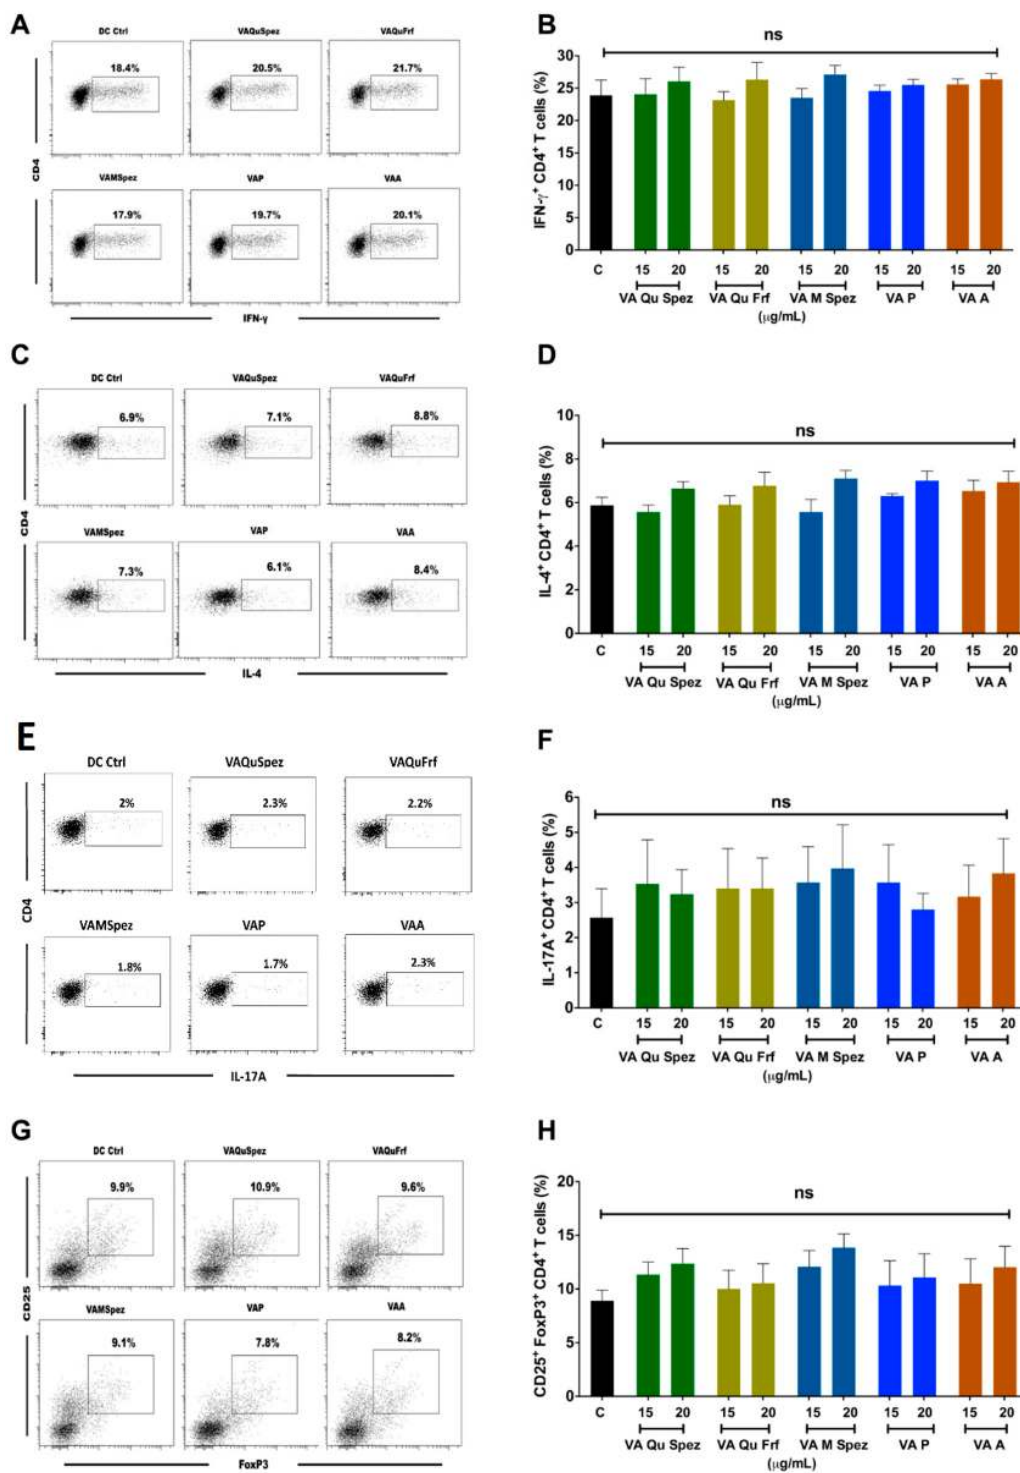 A
DC Ctrl VAQuSpez VAQuFrf
18.4% 20.5% 21.7%
CD4
VAMSpez VAP VAA
17.9% 19.7% 20.1%
IFN-γ
B
ns
IFN-γ⁺ CD4⁺ T cells (%)
30
25
20
15
10
5
0
C 15 20 15 20 15 20 15 20 15 20
VA Qu Spez VA Qu Frf VA M Spez VA P VA A
(μg/mL)
C
DC Ctrl VAQuSpez VAQuFrf
6.9% 7.1% 8.8%
CD4
VAMSpez VAP VAA
7.3% 6.1% 8.4%
IL-4
D
ns
IL-4⁺ CD4⁺ T cells (%)
10
8
6
4
2
0
C 15 20 15 20 15 20 15 20 15 20
VA Qu Spez VA Qu Frf VA M Spez VA P VA A
(μg/mL)
E
DC Ctrl VAQuSpez VAQuFrf
2% 2.3% 2.2%
CD4
VAMSpez VAP VAA
1.8% 1.7% 2.3%
IL-17A
F
ns
IL-17A⁺ CD4⁺ T cells (%)
6
5
4
3
2
1
0
C 15 20 15 20 15 20 15 20 15 20
VA Qu Spez VA Qu Frf VA M Spez VA P VA A
(μg/mL)
G
DC Ctrl VAQuSpez VAQuFrf
9.9% 10.9% 9.6%
CD25
VAMSpez VAP VAA
9.1% 7.8% 8.2%
FoxP3
H
ns
CD25⁺ FoxP3⁺ CD4⁺ T cells (%)
20
15
10
5
0
C 15 20 15 20 15 20 15 20 15 20
VA Qu Spez VA Qu Frf VA M Spez VA P VA A
(μg/mL)